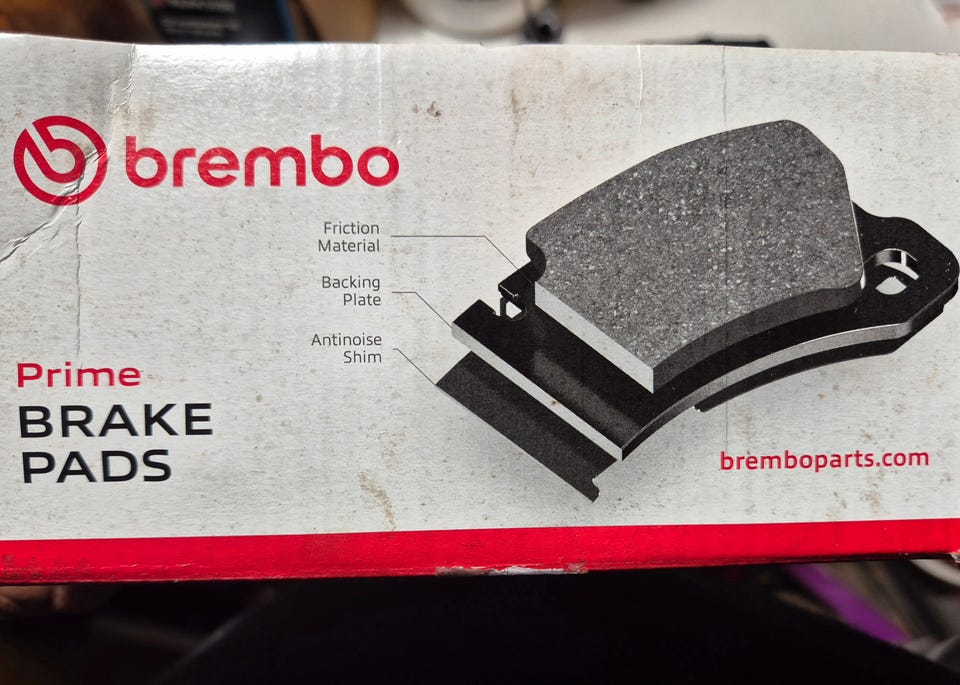 brembo
Friction
Material
Backing
Plate
Antinoise
Shim
Prime
BRAKE
PADS
bremboparts.com